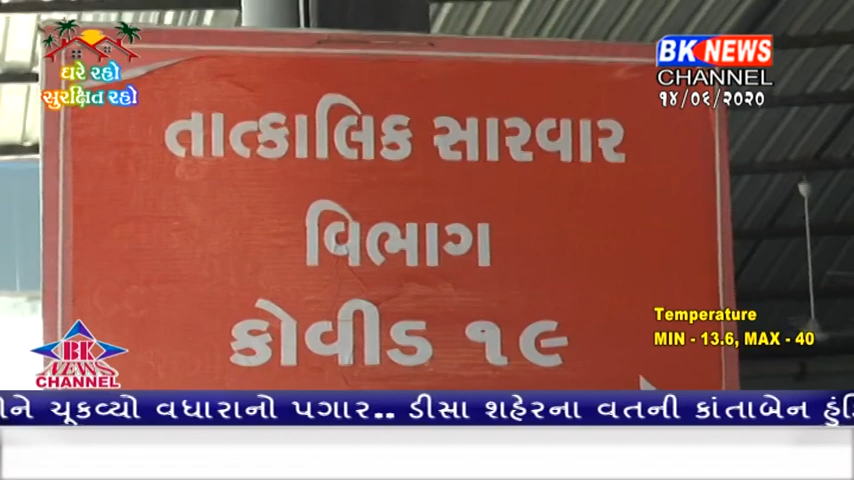 ઘરે રહો
સુરક્ષિત રહો
BK NEWS
CHANNEL
૧૪/૦૬/૨૦૨૦
તાત્કાલિક સારવાર
વિભાગ
કોવીડ ૧૯
Temperature
MIN - 13.6, MAX - 40
BK
NEWS
CHANNEL
ચૂકવ્યો વધારાનો પગાર.. ડીસા શહેરના વતની કાંતાબેન